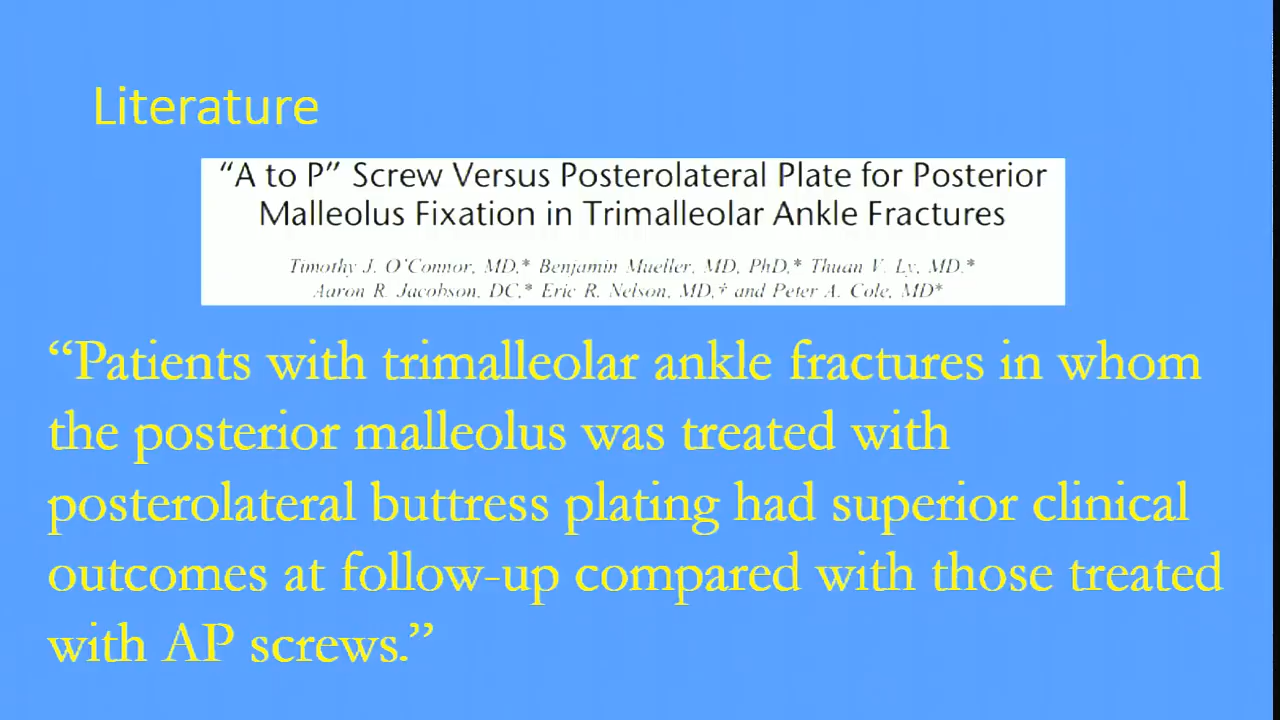 Literature
“A to P” Screw Versus Posterolateral Plate for Posterior
Malleolus Fixation in Trimalleolar Ankle Fractures
Timothy J. O’Connor, MD,* Benjamin Mueller, MD, PhD,* Thuan V. Ly, MD,*
Aaron R. Jacobson, DC,* Eric R. Nelson, MD,† and Peter A. Cole, MD*
“Patients with trimalleolar ankle fractures in whom
the posterior malleolus was treated with
posterolateral buttress plating had superior clinical
outcomes at follow-up compared with those treated
with AP screws.”